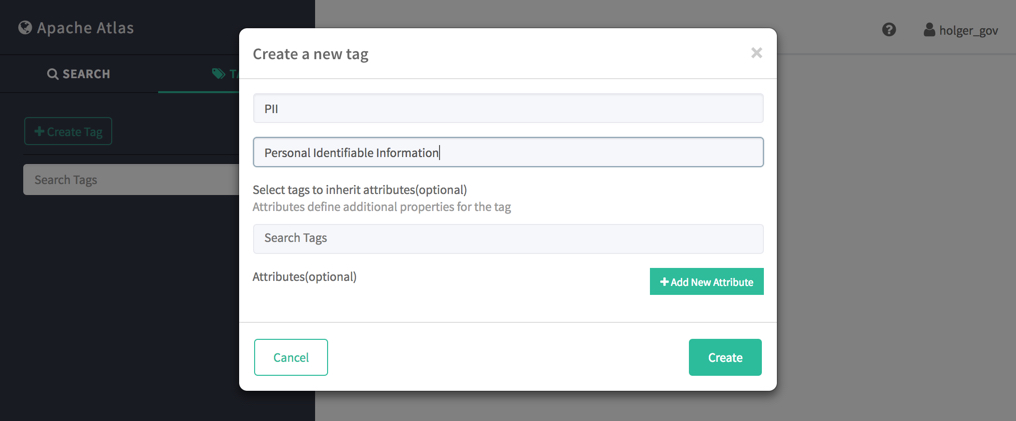 Apache Atlas
holger_gov
SEARCH
Create Tag
Search Tags
Create a new tag
PII
Personal Identifiable Information
Select tags to inherit attributes(optional)
Attributes define additional properties for the tag
Search Tags
Attributes(optional)
Add New Attribute
Cancel
Create